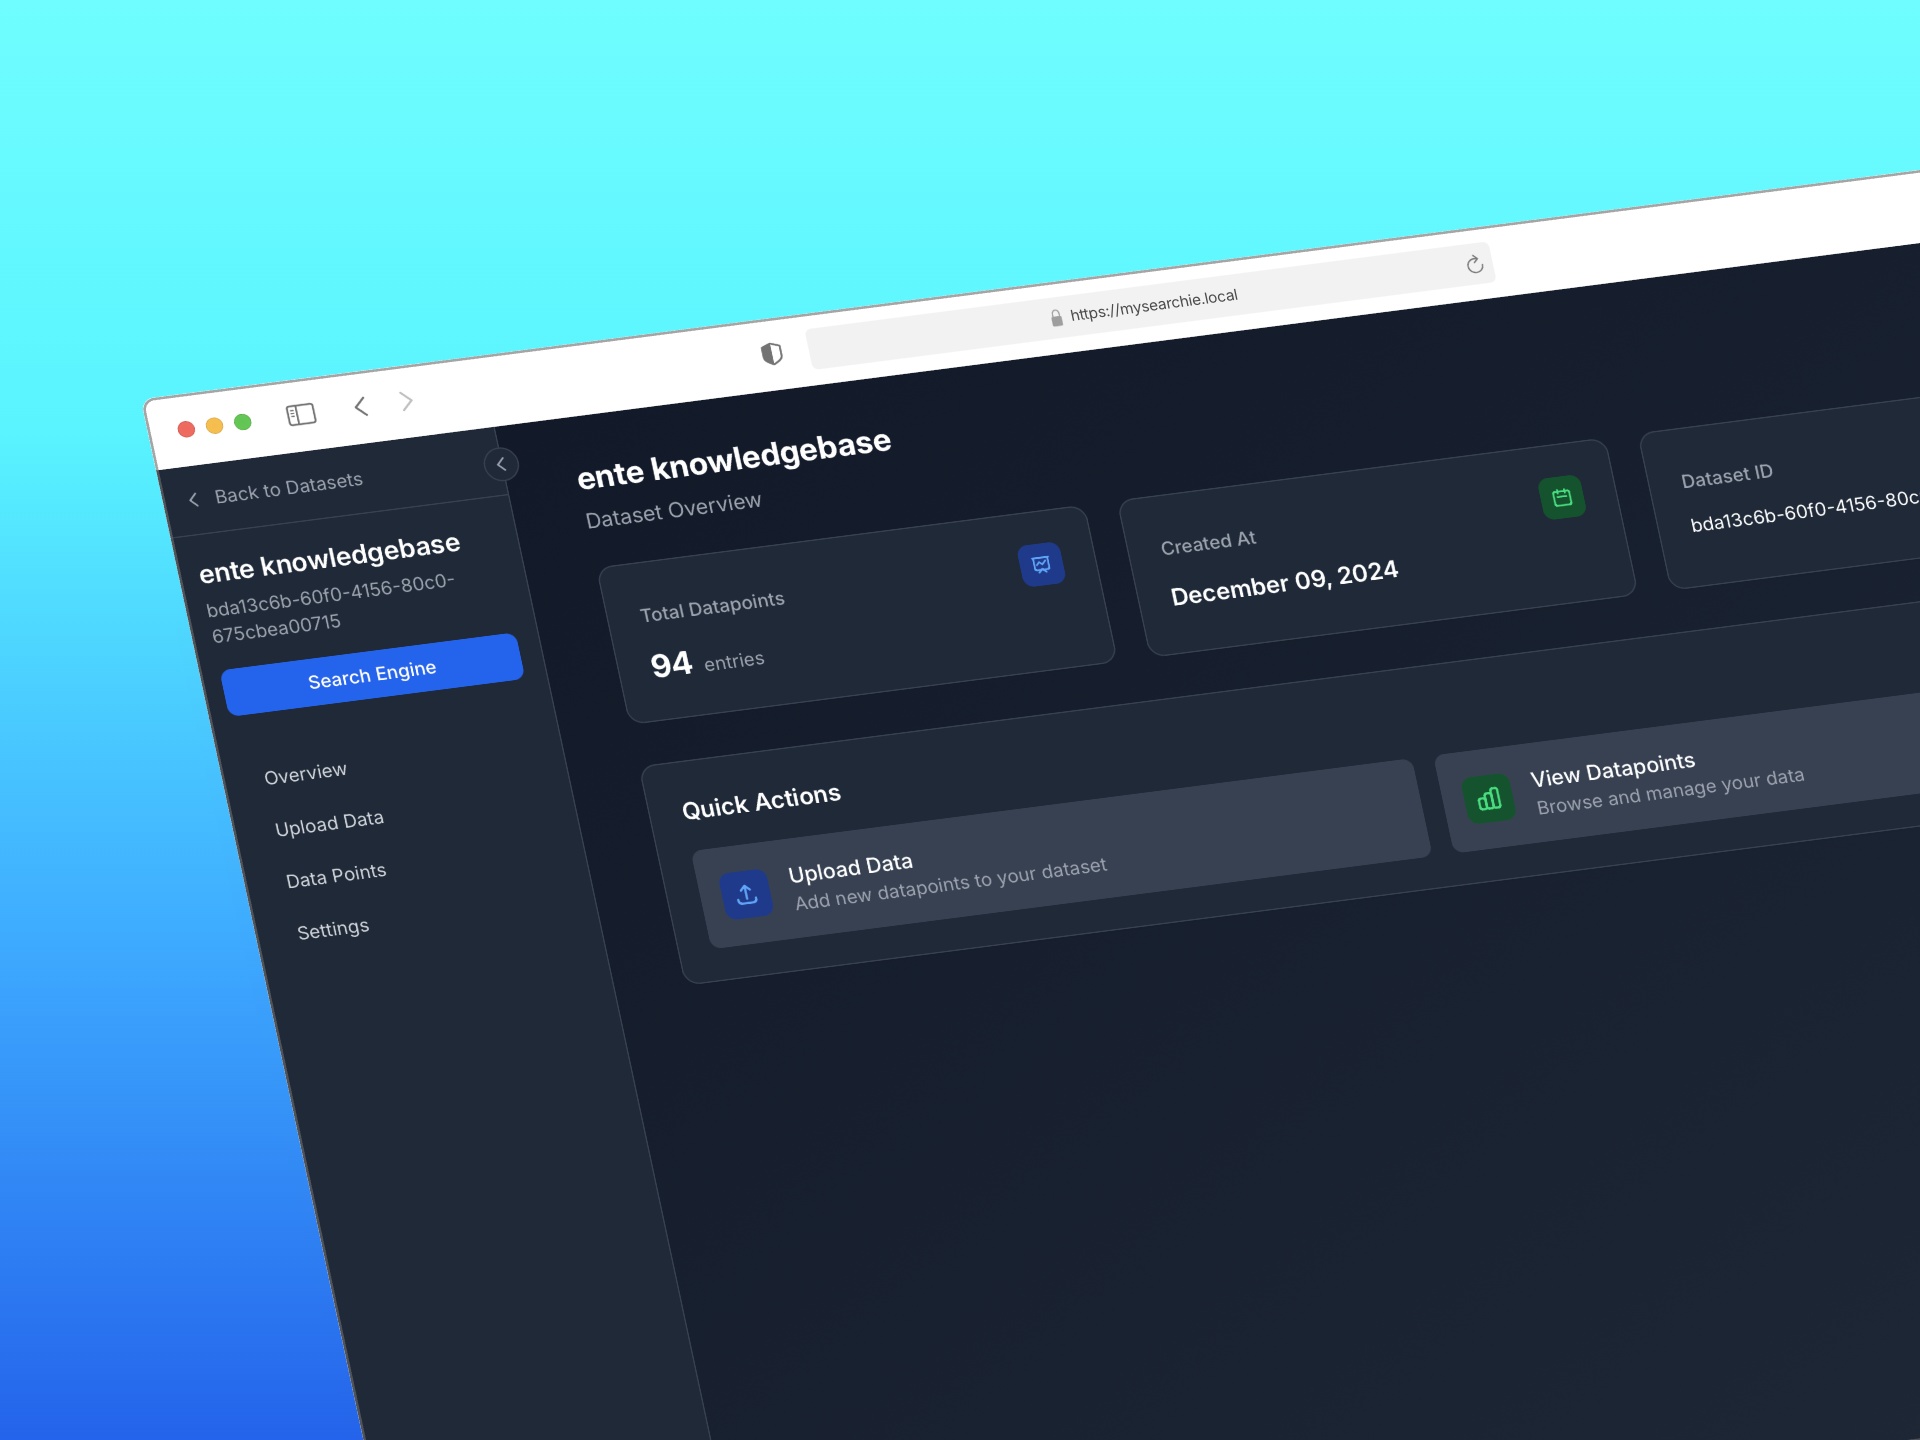 https://mysearchie.local
Back to Datasets
ente knowledgebase
bda13c6b-60f0-4156-80c0-
675cbea00715
Search Engine
Overview
Upload Data
Data Points
Settings
ente knowledgebase
Dataset Overview
Total Datapoints
94 entries
Created At
December 09, 2024
Dataset ID
bda13c6b-60f0-4156-80c
Quick Actions
Upload Data
Add new datapoints to your dataset
View Datapoints
Browse and manage your data